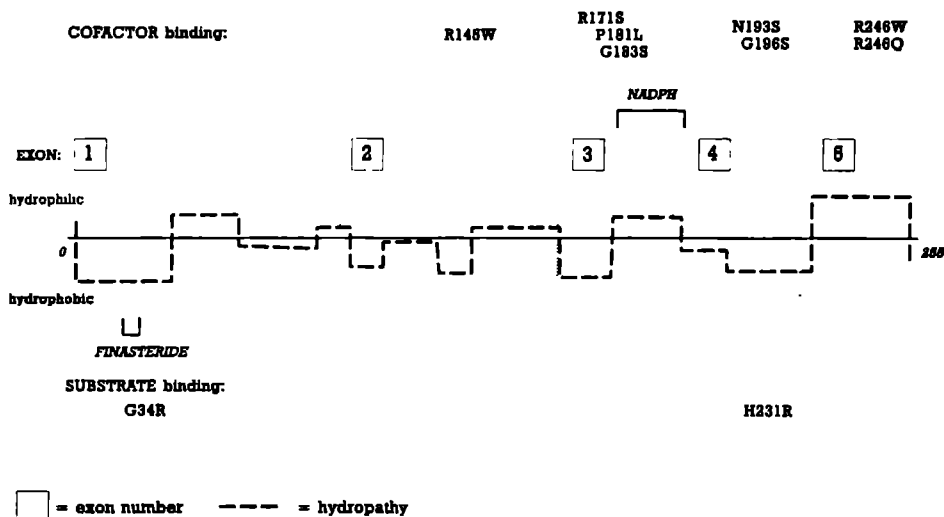 COFACTOR binding:
R145W
R171S
P181L
G183S
N193S
G196S
R246W
R246Q
NADPH
EXON: 1 2 3 4 5
hydrophilic
0
255
hydrophobic
FINASTERIDE
SUBSTRATE binding:
G34R
H231R
= exon number
= hydropathy